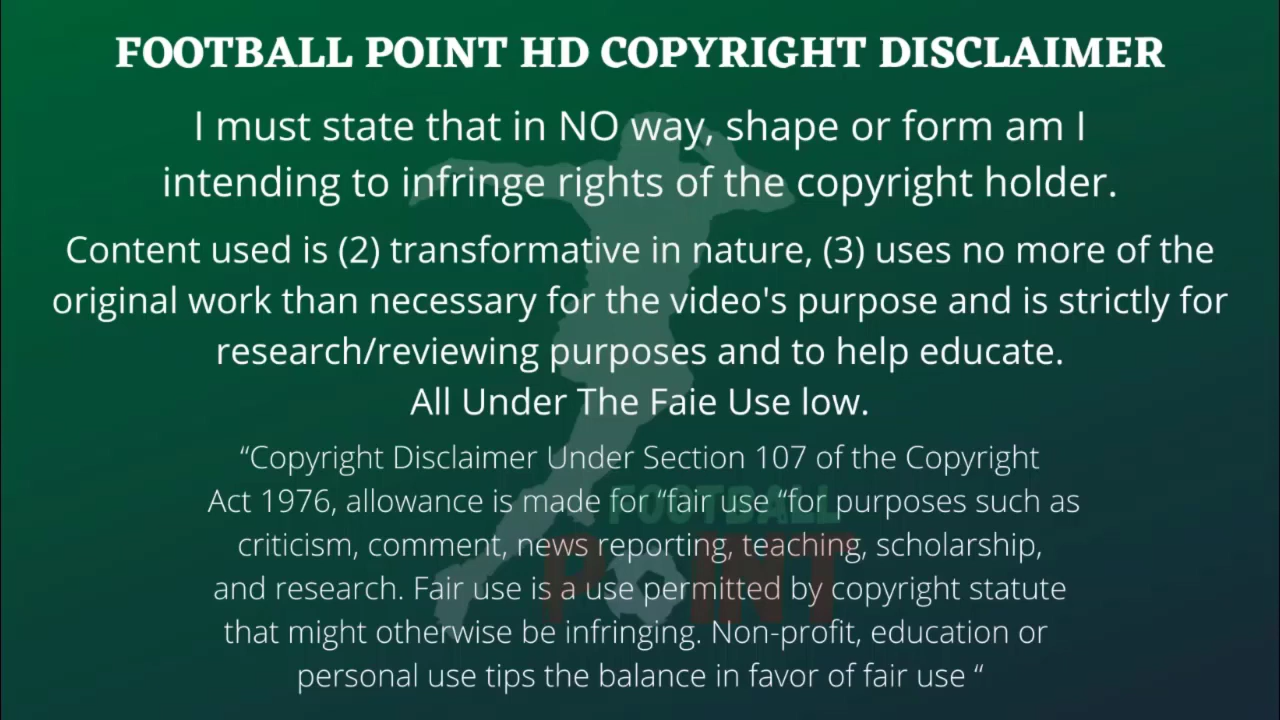 FOOTBALL POINT HD COPYRIGHT DISCLAIMER
I must state that in NO way, shape or form am I
intending to infringe rights of the copyright holder.
Content used is (2) transformative in nature, (3) uses no more of the
original work than necessary for the video's purpose and is strictly for
research/reviewing purposes and to help educate.
All Under The Faie Use low.
“Copyright Disclaimer Under Section 107 of the Copyright
Act 1976, allowance is made for “fair use “for purposes such as
criticism, comment, news reporting, teaching, scholarship,
and research. Fair use is a use permitted by copyright statute
that might otherwise be infringing. Non-profit, education or
personal use tips the balance in favor of fair use “
FOOTBALL
POINT